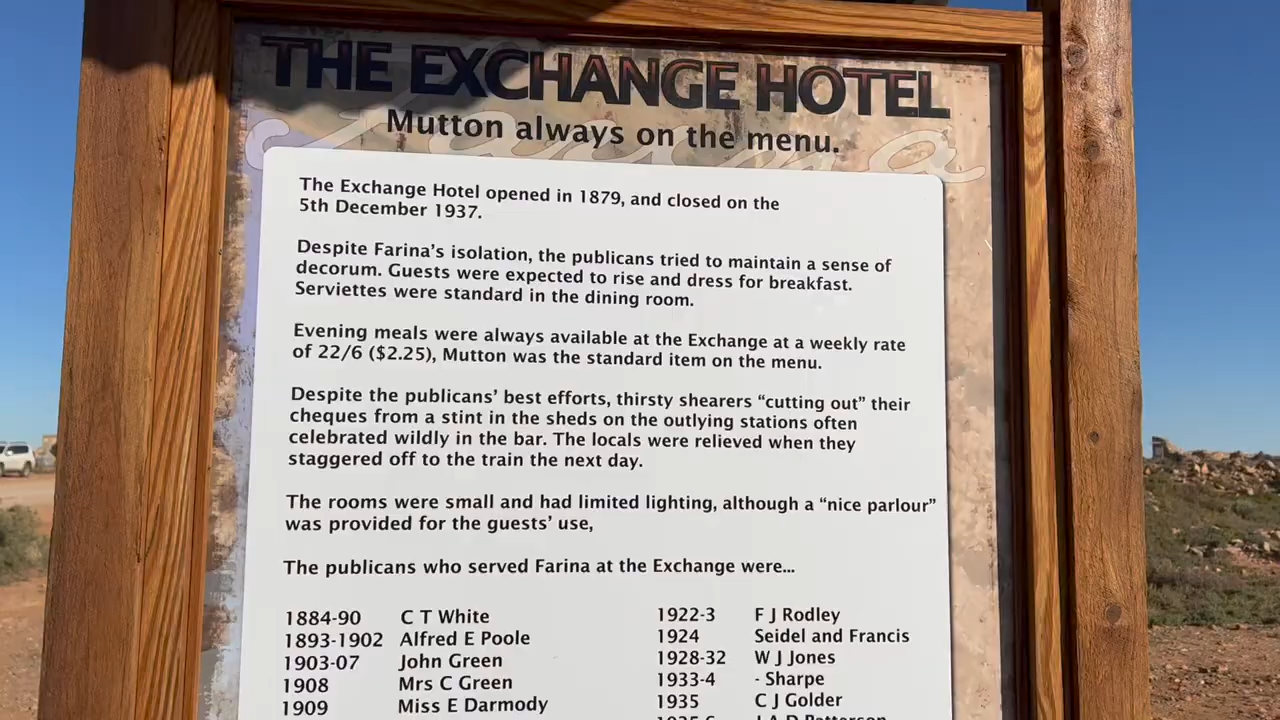 THE EXCHANGE HOTEL
Farina
Mutton always on the menu.
The Exchange Hotel opened in 1879, and closed on the
5th December 1937.
Despite Farina's isolation, the publicans tried to maintain a sense of
decorum. Guests were expected to rise and dress for breakfast.
Serviettes were standard in the dining room.
Evening meals were always available at the Exchange at a weekly rate
of 22/6 ($2.25), Mutton was the standard item on the menu.
Despite the publicans' best efforts, thirsty shearers “cutting out” their
cheques from a stint in the sheds on the outlying stations often
celebrated wildly in the bar. The locals were relieved when they
staggered off to the train the next day.
The rooms were small and had limited lighting, although a “nice parlour”
was provided for the guests' use,
The publicans who served Farina at the Exchange were...
1884-90 C T White
1893-1902 Alfred E Poole
1903-07 John Green
1908 Mrs C Green
1909 Miss E Darmody
1922-3 F J Rodley
1924 Seidel and Francis
1928-32 W J Jones
1933-4 - Sharpe
1935 C J Golder